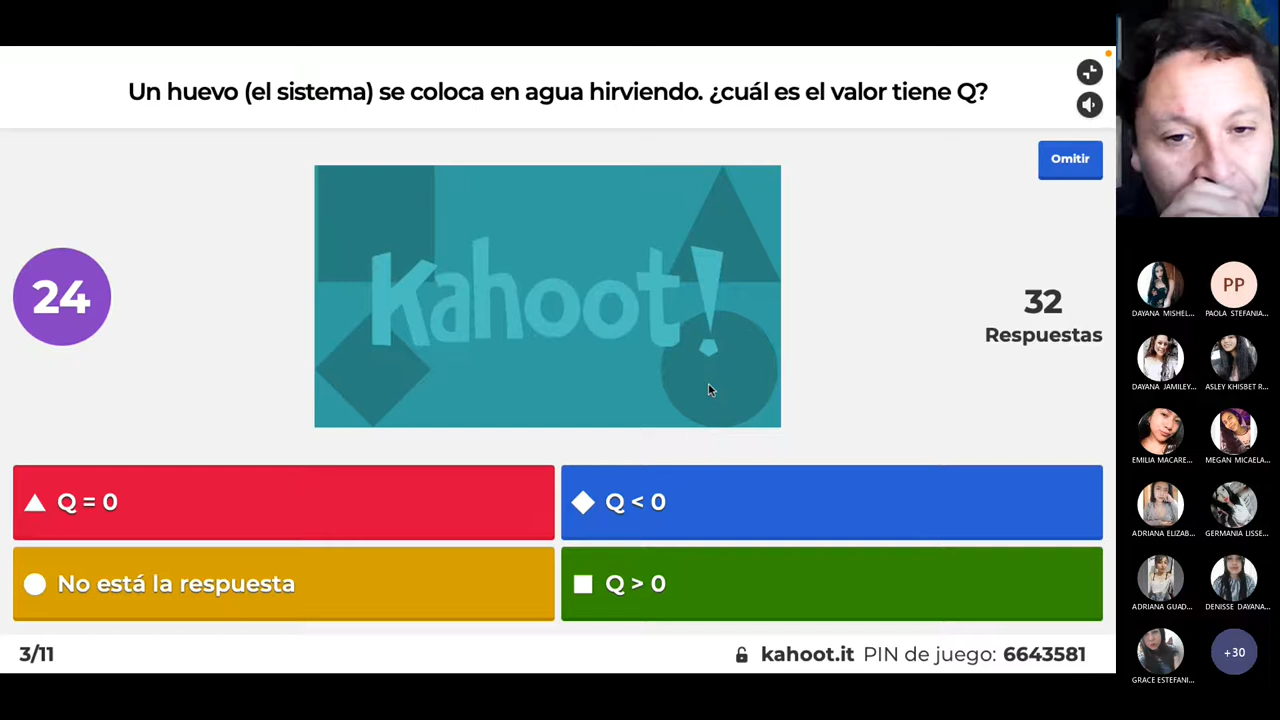 Un huevo (el sistema) se coloca en agua hirviendo. ¿cuál es el valor tiene Q?
Omitir
Kahoot!
24
32
Respuestas
Q = 0
Q < 0
No está la respuesta
Q > 0
3/11
kahoot.it PIN de juego: 6643581
PP
DAYANA MISHEL...
PAOLA STEFANIA...
DAYANA JAMILEY...
ASLEY KHISBET R...
EMILIA MACARE...
MEGAN MICAELA...
ADRIANA ELIZAB...
GERMANIA LISSE...
ADRIANA GUAD...
DENISSE DAYANA...
+30
GRACE ESTEFANI...